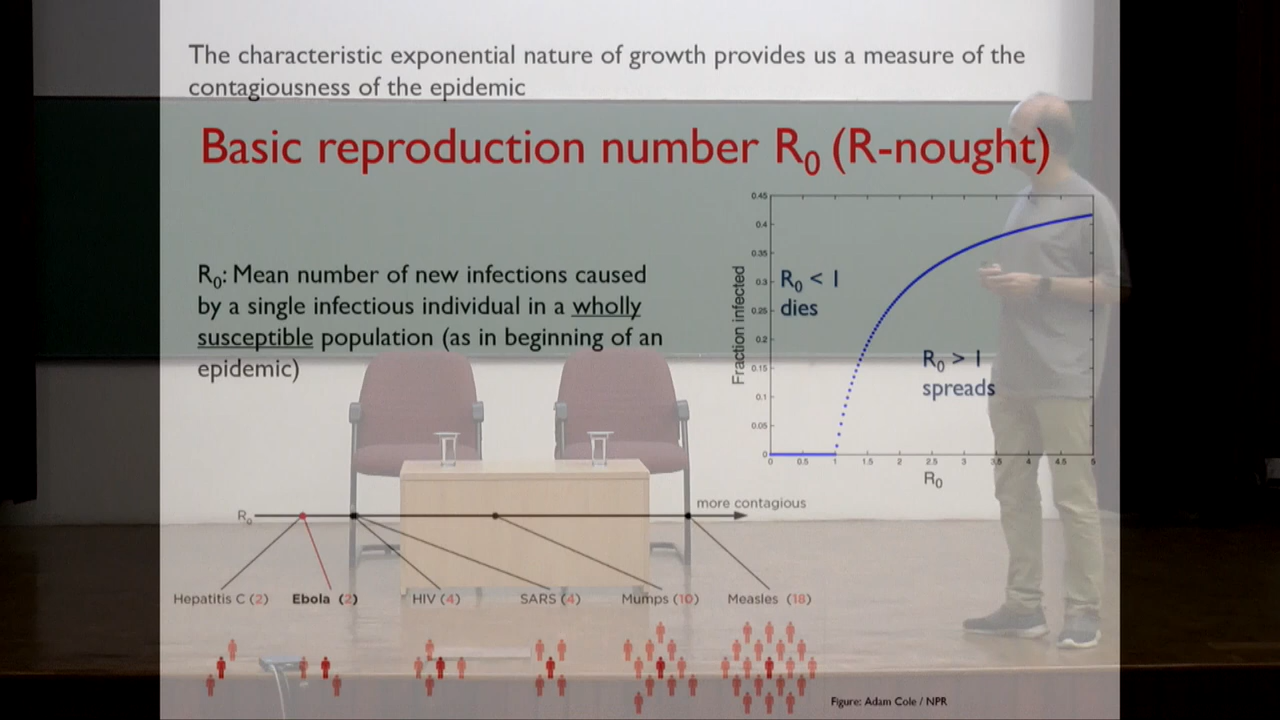 The characteristic exponential nature of growth provides us a measure of the
contagiousness of the epidemic
Basic reproduction number R₀ (R-nought)
R₀: Mean number of new infections caused
by a single infectious individual in a wholly
susceptible population (as in beginning of an
epidemic)
0.45
0.4
0.35
0.3
0.25
0.2
0.15
0.1
0.05
0
Fraction infected
R₀ < 1
dies
R₀ > 1
spreads
0 0.5 1 1.5 2 2.5 3 3.5 4 4.5 5
R₀
R₀
more contagious
Hepatitis C (2) Ebola (2) HIV (4) SARS (4) Mumps (10) Measles (18)
Figure: Adam Cole / NPR